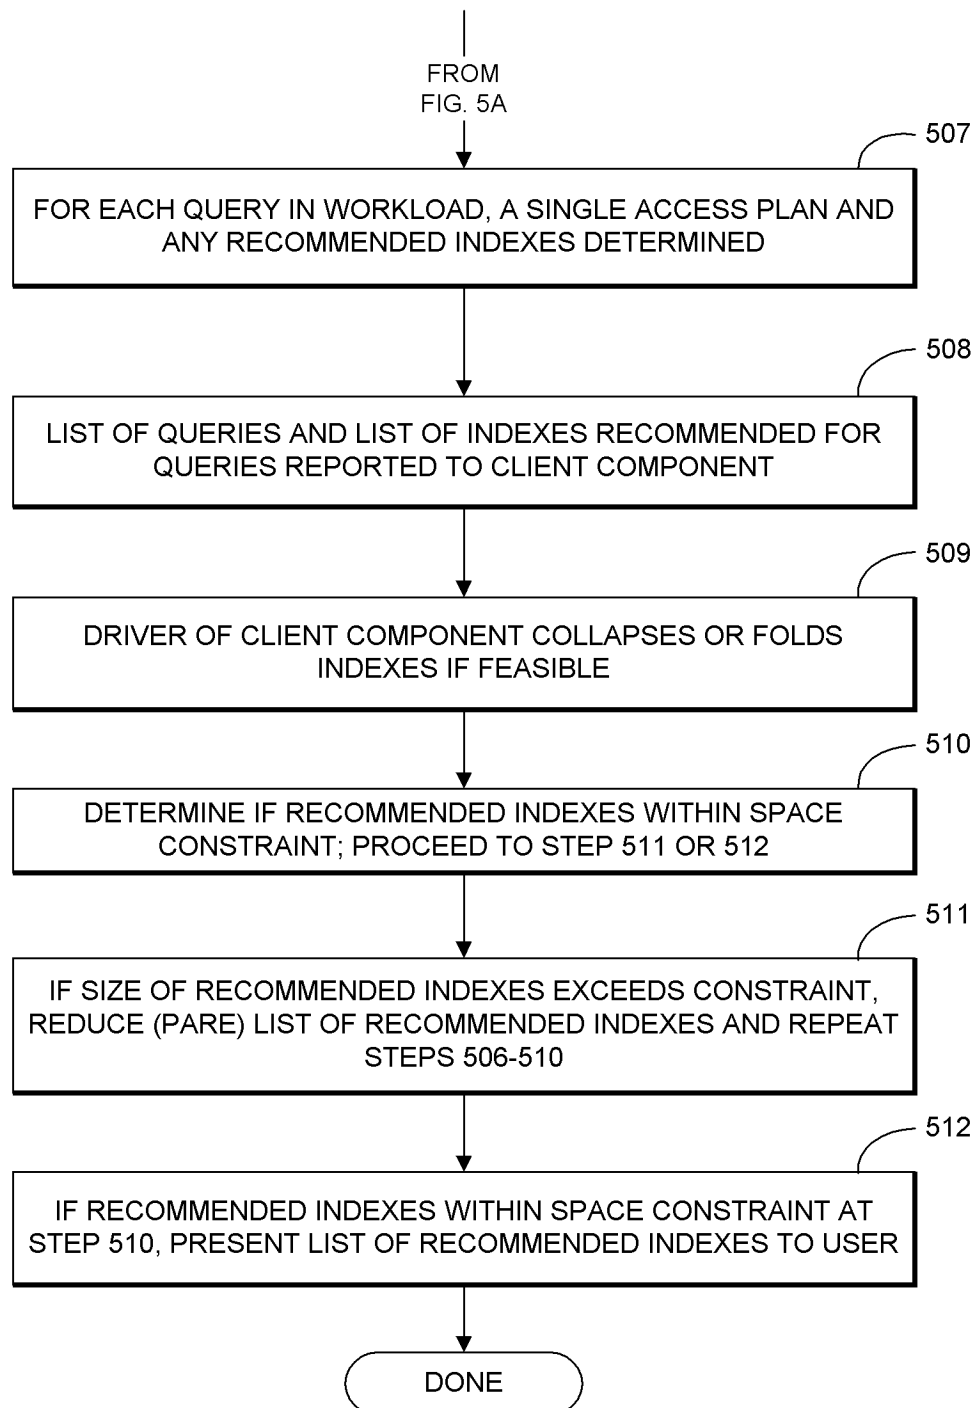 FROM
FIG. 5A
507
FOR EACH QUERY IN WORKLOAD, A SINGLE ACCESS PLAN AND
ANY RECOMMENDED INDEXES DETERMINED
508
LIST OF QUERIES AND LIST OF INDEXES RECOMMENDED FOR
QUERIES REPORTED TO CLIENT COMPONENT
509
DRIVER OF CLIENT COMPONENT COLLAPSES OR FOLDS
INDEXES IF FEASIBLE
510
DETERMINE IF RECOMMENDED INDEXES WITHIN SPACE
CONSTRAINT; PROCEED TO STEP 511 OR 512
511
IF SIZE OF RECOMMENDED INDEXES EXCEEDS CONSTRAINT,
REDUCE (PARE) LIST OF RECOMMENDED INDEXES AND REPEAT
STEPS 506-510
512
IF RECOMMENDED INDEXES WITHIN SPACE CONSTRAINT AT
STEP 510, PRESENT LIST OF RECOMMENDED INDEXES TO USER
DONE